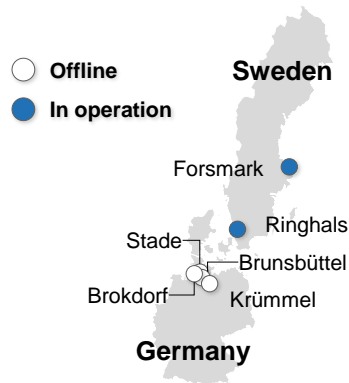 Offline
Sweden
In operation
Forsmark
Ringhals
Stade
Brunsbüttel
Brokdorf
Krümmel
Germany